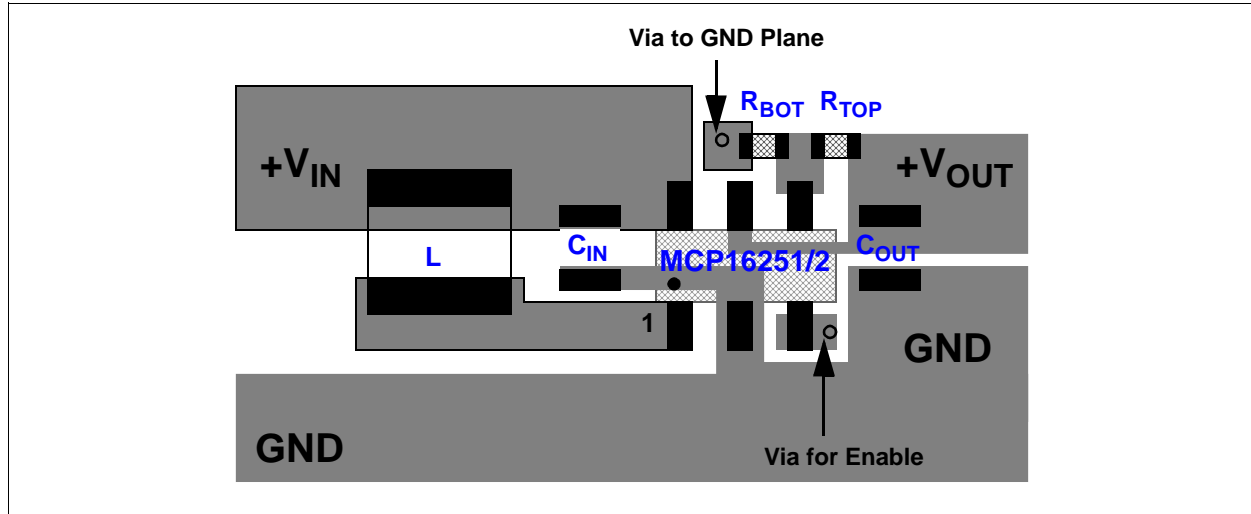 Via to GND Plane
RBOT RTOP
+VIN
+VOUT
L
CIN
MCP16251/2
COUT
1
GND
GND
Via for Enable